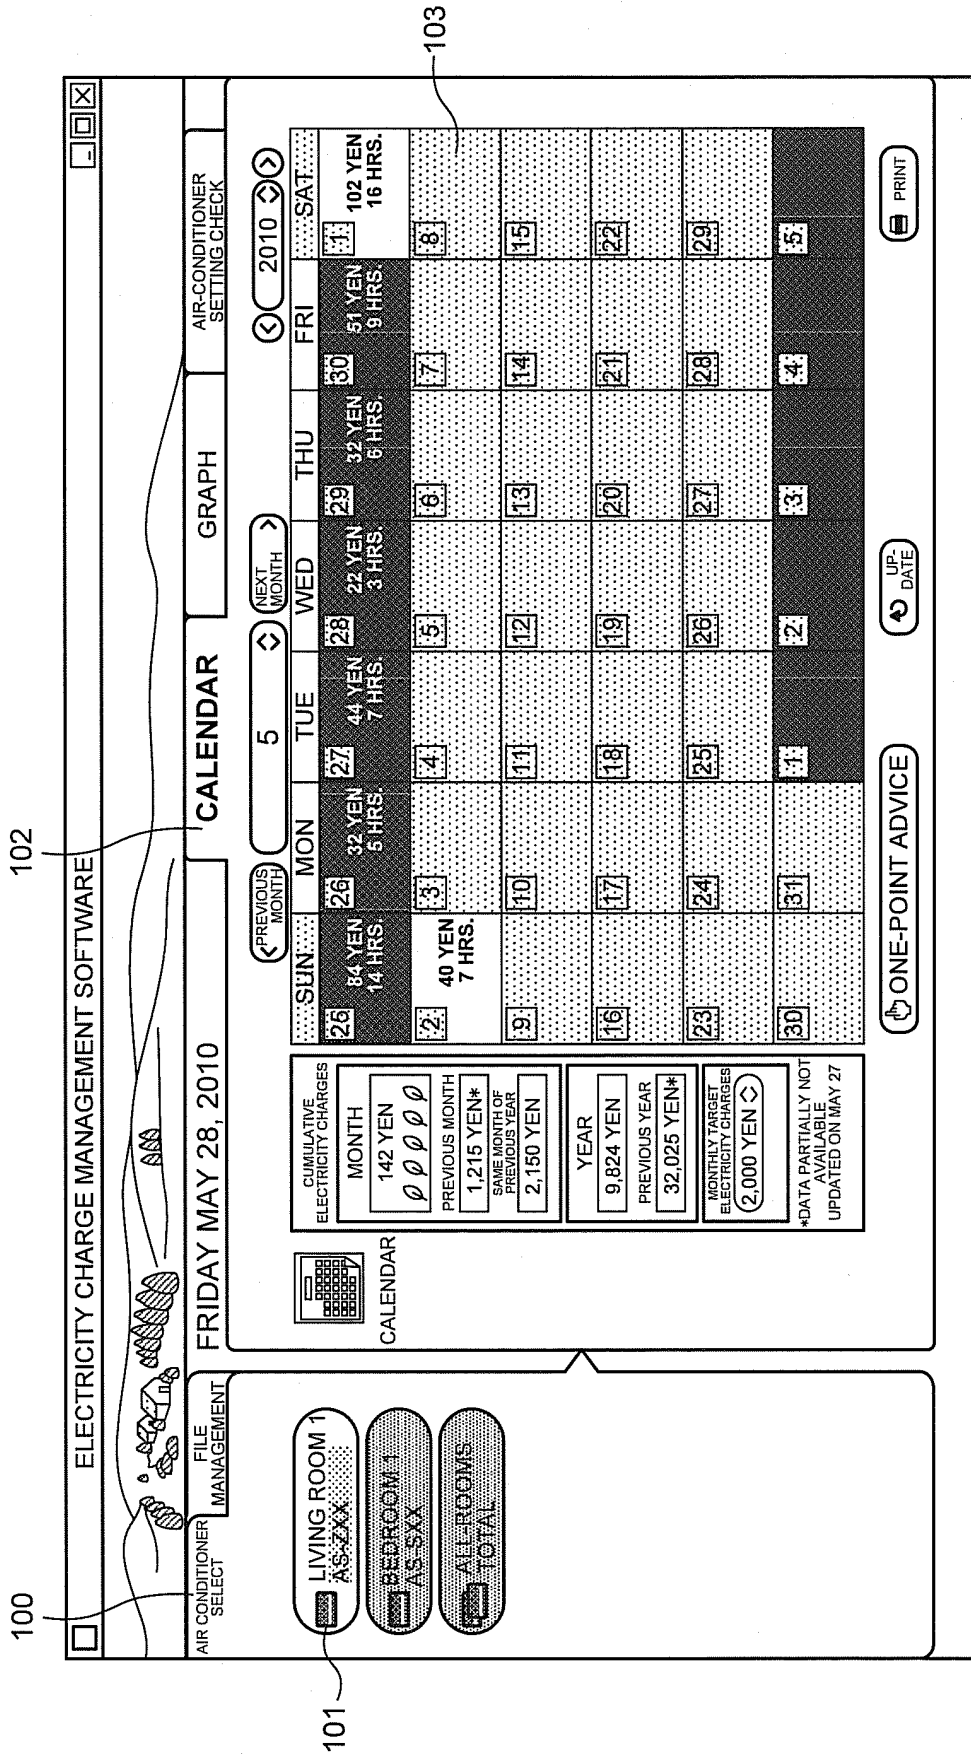 100
101
102
103
ELECTRICITY CHARGE MANAGEMENT SOFTWARE
AIR CONDITIONER
SELECT
FILE
MANAGEMENT
FRIDAY MAY 28, 2010
CALENDAR
GRAPH
AIR-CONDITIONER
SETTING CHECK
LIVING ROOM 1
AS-ZXX
BEDROOM 1
AS-SXX
ALL-ROOMS
TOTAL
CALENDAR
CUMULATIVE
ELECTRICITY CHARGES
MONTH
142 YEN
PREVIOUS MONTH
1,215 YEN*
SAME MONTH OF
PREVIOUS YEAR
2,150 YEN
YEAR
9,824 YEN
PREVIOUS YEAR
32,025 YEN*
MONTHLY TARGET
ELECTRICITY CHARGES
2,000 YEN
*DATA PARTIALLY NOT
AVAILABLE
UPDATED ON MAY 27
<PREVIOUS
MONTH
5
NEXT
MONTH >
< 2010 >
SUN MON TUE WED THU FRI SAT
25 26 27 28 29 30 1
84 YEN 32 YEN 44 YEN 22 YEN 32 YEN 51 YEN 102 YEN
14 HRS. 5 HRS. 7 HRS. 3 HRS. 6 HRS. 9 HRS. 16 HRS.
2 3 4 5 6 7 8
40 YEN
7 HRS.
9 10 11 12 13 14 15
16 17 18 19 20 21 22
23 24 25 26 27 28 29
30 31 1 2 3 4 5
ONE-POINT ADVICE
UP-
DATE
PRINT